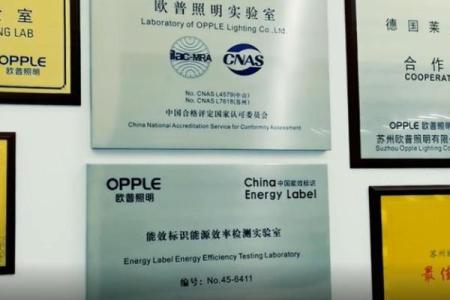 室
NG LAB
OPPLE 欧普照明
欧普照明实验室
Laboratory of OPPLE Lighting Co.,Ltd.
ilac-MRA
CNAS
No. CNAS L4579(中山)
No. CNAS L7618(苏州)
中国合格评定国家认可委员会
China National Accreditation Service for Conformity Assessment
OPPLE
欧普照明
China 中国能效标识
Energy Label
能效标识能源效率检测实验室
Energy Label Energy Efficiency Testing Laboratory
编号: No.45-6411
德国莱
合作
COOPERAT
OPPLE 欧普
苏州欧普照明有限
Suzhou Opple Lighting Co
苏州
最佳